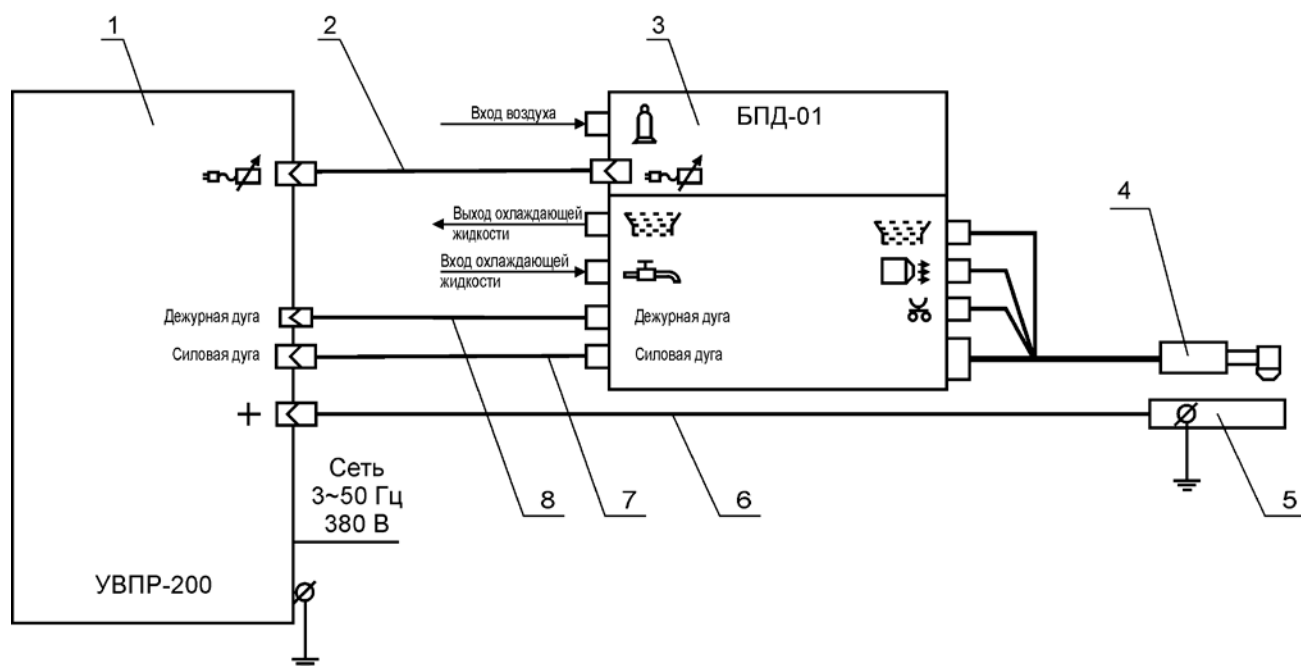 1
2
3
Вход воздуха
БПД-01
4
Выход охлаждающей
жидкости
Вход охлаждающей
жидкости
Дежурная дуга
Дежурная дуга
Силовая дуга
Силовая дуга
+
Сеть
3~50 Гц
380 В
8
7
6
5
УВПР-200